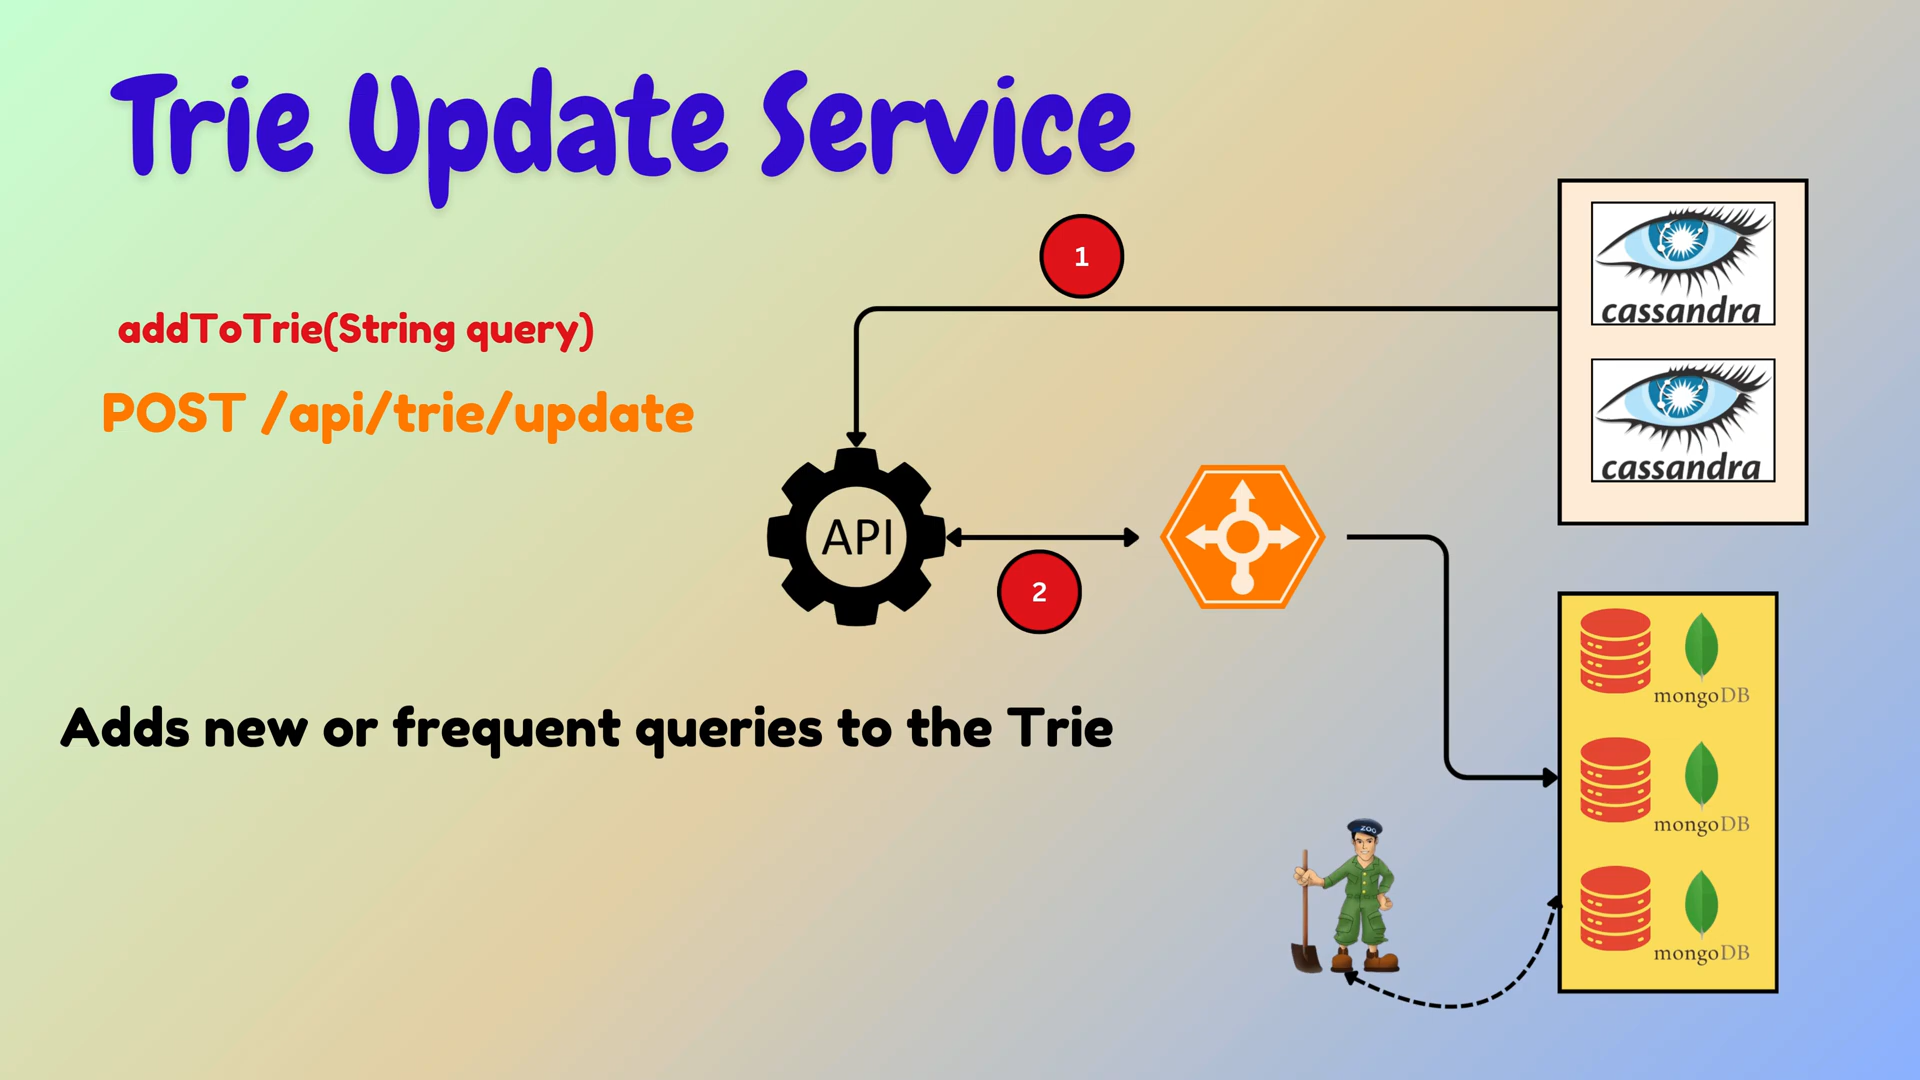 Trie Update Service
1
cassandra
addToTrie(String query)
POST /api/trie/update
cassandra
API
2
mongoDB
Adds new or frequent queries to the Trie
mongoDB
ZOO
mongoDB